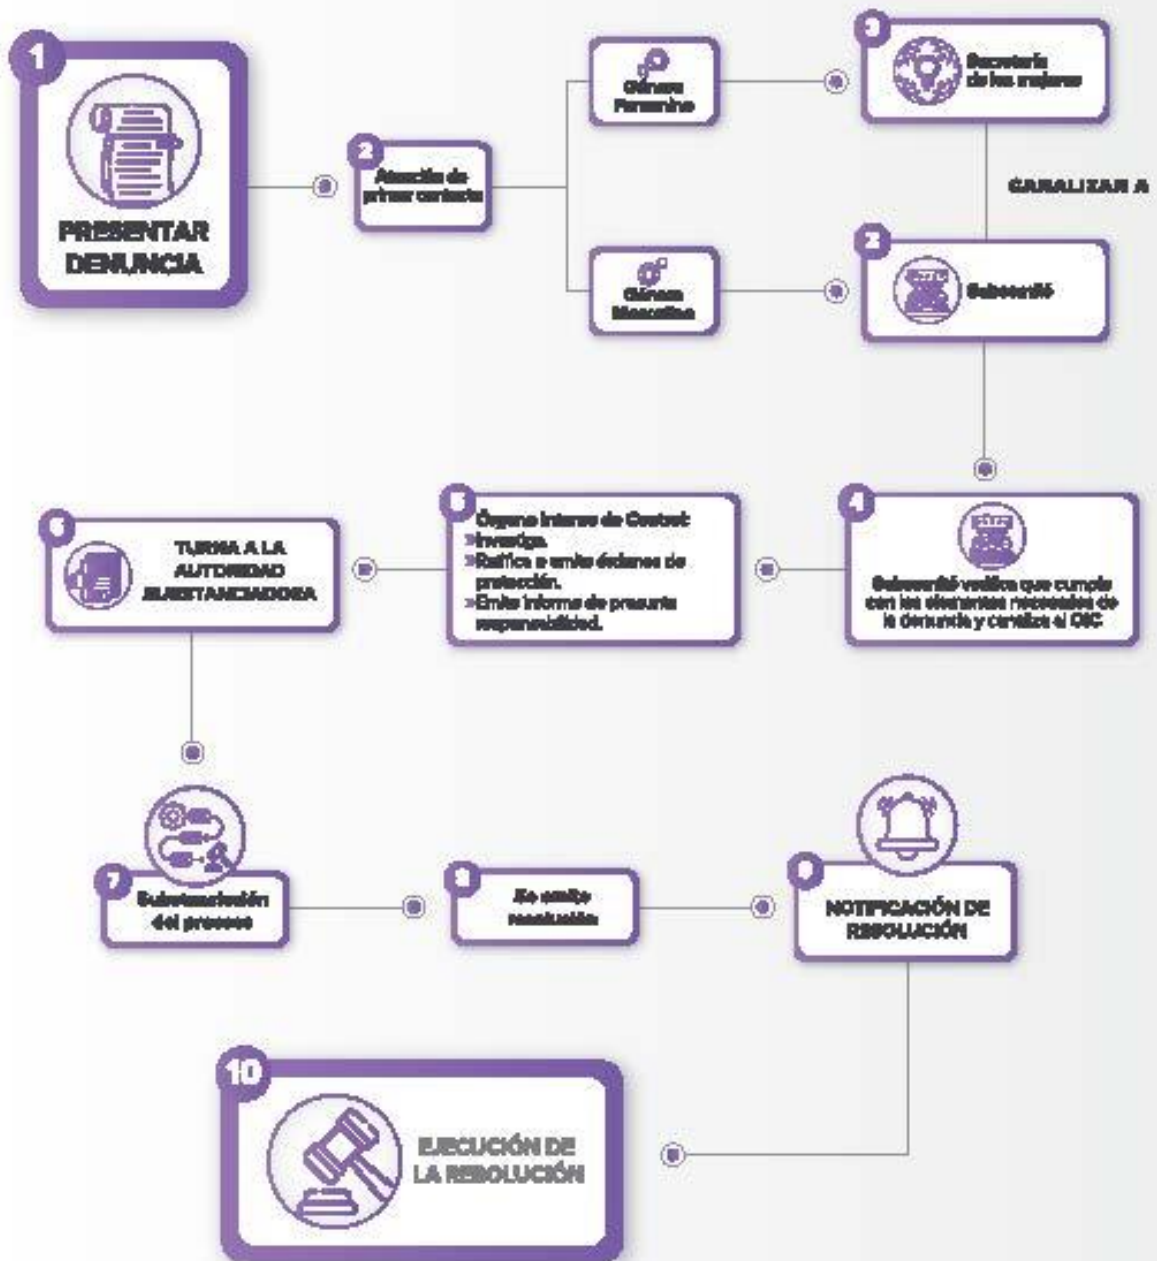 1
PRESENTAR
DENUNCIA
2
Atención de
primer contacto
Género
Femenino
Género
Masculino
3
Secretaría
de las mujeres
CANALIZAR A
Subcomité
4
Subcomité verifica que cumpla
con los elementos necesarios de
la denuncia y canaliza al OIC
5
Órgano Interno de Control:
»Investiga.
»Ratifica o emite órdenes de
protección.
»Emite informe de presunta
responsabilidad.
6
TURNA A LA
AUTORIDAD
SUBSTANCIADORA
7
Substanciación
del proceso
8
Se emite
resolución
9
NOTIFICACIÓN DE
RESOLUCIÓN
10
EJECUCIÓN DE
LA RESOLUCIÓN